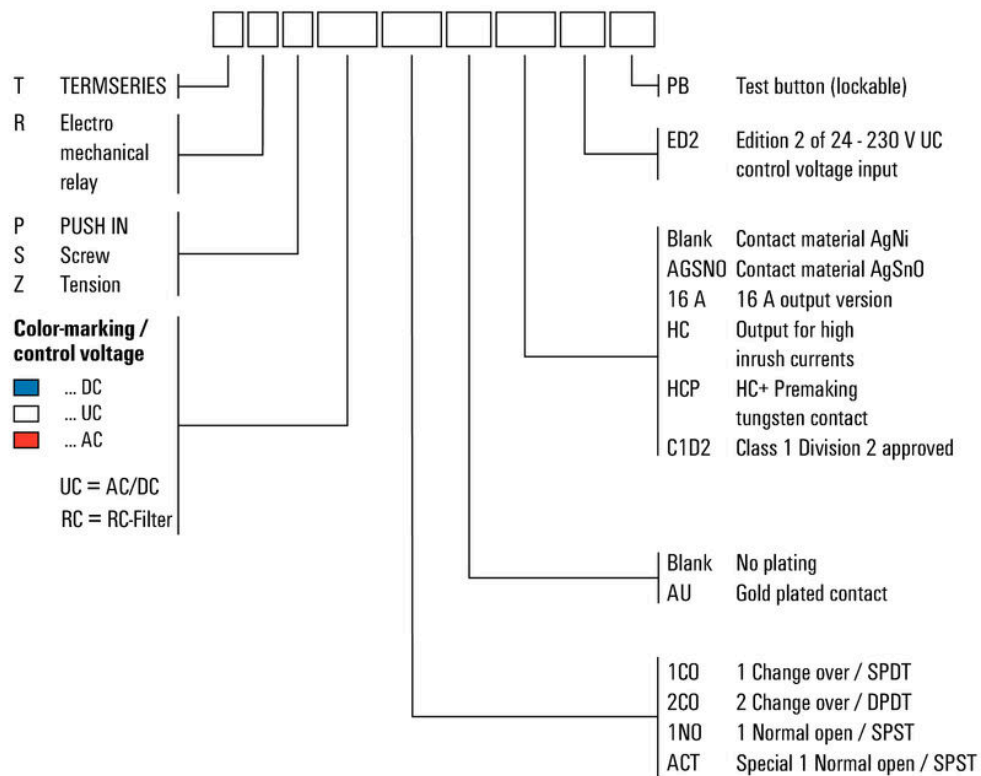 T TERMSERIES
R Electro
mechanical
relay
P PUSH IN
S Screw
Z Tension
Color-marking /
control voltage
... DC
... UC
... AC
UC = AC/DC
RC = RC-Filter
PB Test button (lockable)
ED2 Edition 2 of 24 - 230 V UC
control voltage input
Blank Contact material AgNi
AGSNO Contact material AgSnO
16 A 16 A output version
HC Output for high
inrush currents
HCP HC+ Premaking
tungsten contact
C1D2 Class 1 Division 2 approved
Blank No plating
AU Gold plated contact
1CO 1 Change over / SPDT
2CO 2 Change over / DPDT
1NO 1 Normal open / SPST
ACT Special 1 Normal open / SPST